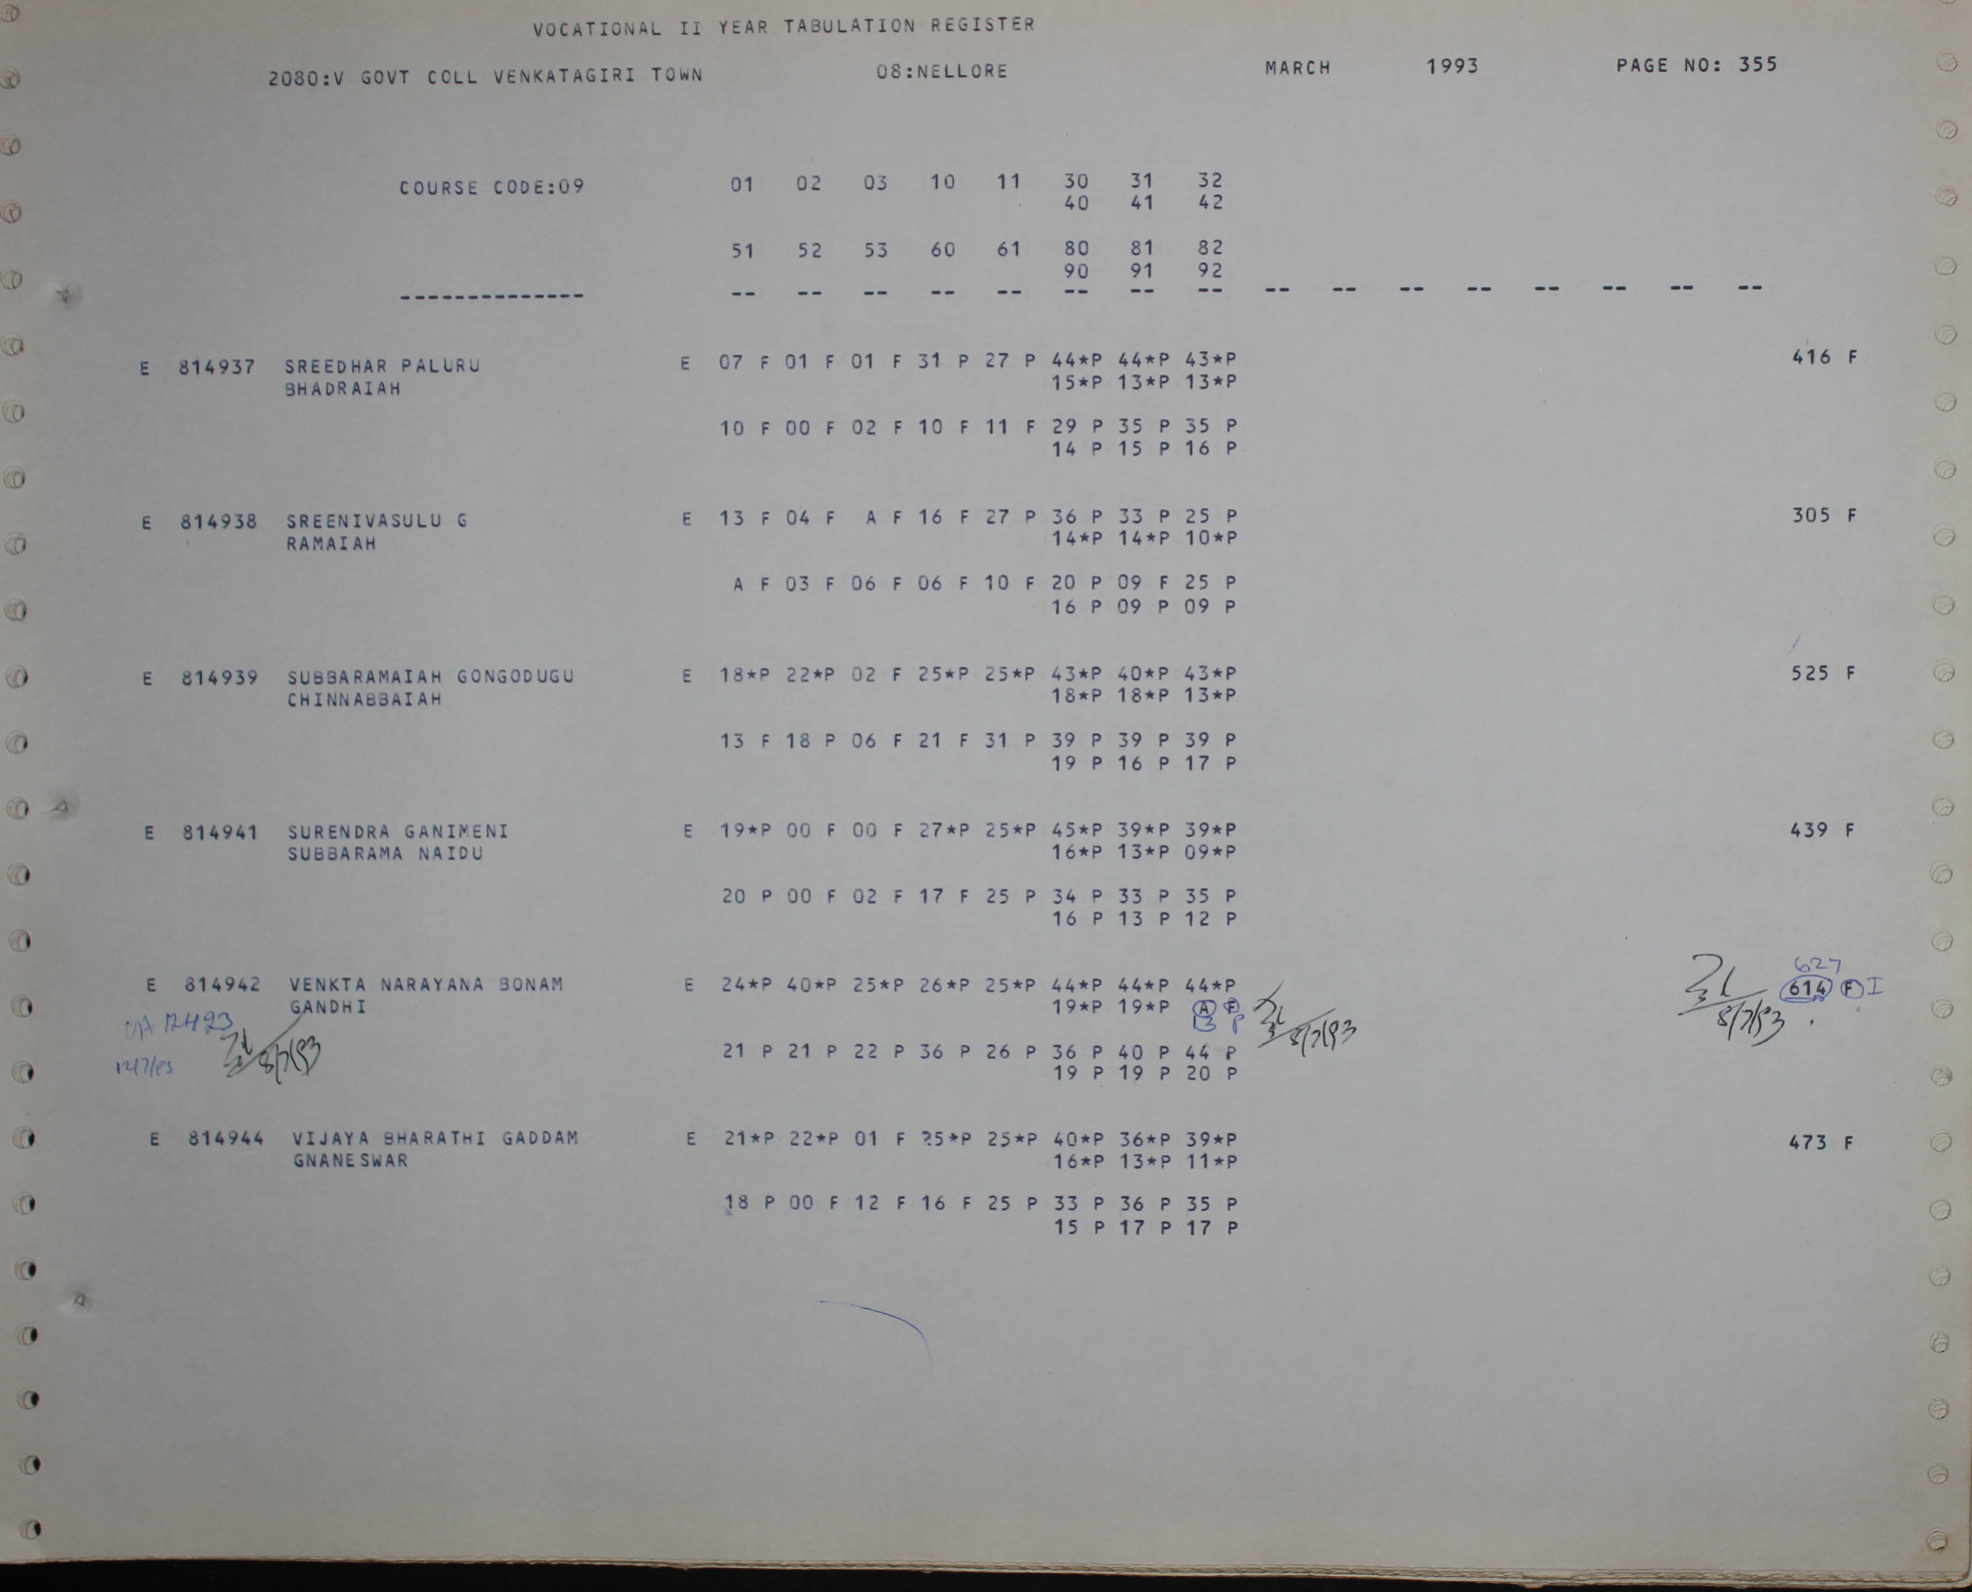 VOCATIONAL II YEAR TABULATION REGISTER
2080:V GOVT COLL VENKATAGIRI TOWN 08:NELLORE MARCH 1993 PAGE NO: 355
COURSE CODE:09 01 02 03 10 11 30 31 32
40 41 42
51 52 53 60 61 80 81 82
90 91 92
-------------- -- -- -- -- -- -- -- -- -- -- -- -- -- -- -- --
E 814937 SREEDHAR PALURU E 07 F 01 F 01 F 31 P 27 P 44*P 44*P 43*P 416 F
BHADRAIAH 15*P 13*P 13*P
10 F 00 F 02 F 10 F 11 F 29 P 35 P 35 P
14 P 15 P 16 P
E 814938 SREENIVASULU G E 13 F 04 F A F 16 F 27 P 36 P 33 P 25 P 305 F
RAMAIAH 14*P 14*P 10*P
A F 03 F 06 F 06 F 10 F 20 P 09 F 25 P
16 P 09 P 09 P
E 814939 SUBBARAMAIAH GONGODUGU E 18*P 22*P 02 F 25*P 25*P 43*P 40*P 43*P 525 F
CHINNABBAIAH 18*P 18*P 13*P
13 F 18 P 06 F 21 F 31 P 39 P 39 P 39 P
19 P 16 P 17 P
E 814941 SURENDRA GANIMENI E 19*P 00 F 00 F 27*P 25*P 45*P 39*P 39*P 439 F
SUBBARAMA NAIDU 16*P 13*P 09*P
20 P 00 F 02 F 17 F 25 P 34 P 33 P 35 P
16 P 13 P 12 P
627
E 814942 VENKTA NARAYANA BONAM E 24*P 40*P 25*P 26*P 25*P 44*P 44*P 44*P 614 F I
GANDHI 19*P 19*P A F
13 P
8/7/93 8/7/93 8/7/93
21 P 21 P 22 P 36 P 26 P 36 P 40 P 44 P
19 P 19 P 20 P
E 814944 VIJAYA BHARATHI GADDAM E 21*P 22*P 01 F 25*P 25*P 40*P 36*P 39*P 473 F
GNANESWAR 16*P 13*P 11*P
18 P 00 F 12 F 16 F 25 P 33 P 36 P 35 P
15 P 17 P 17 P